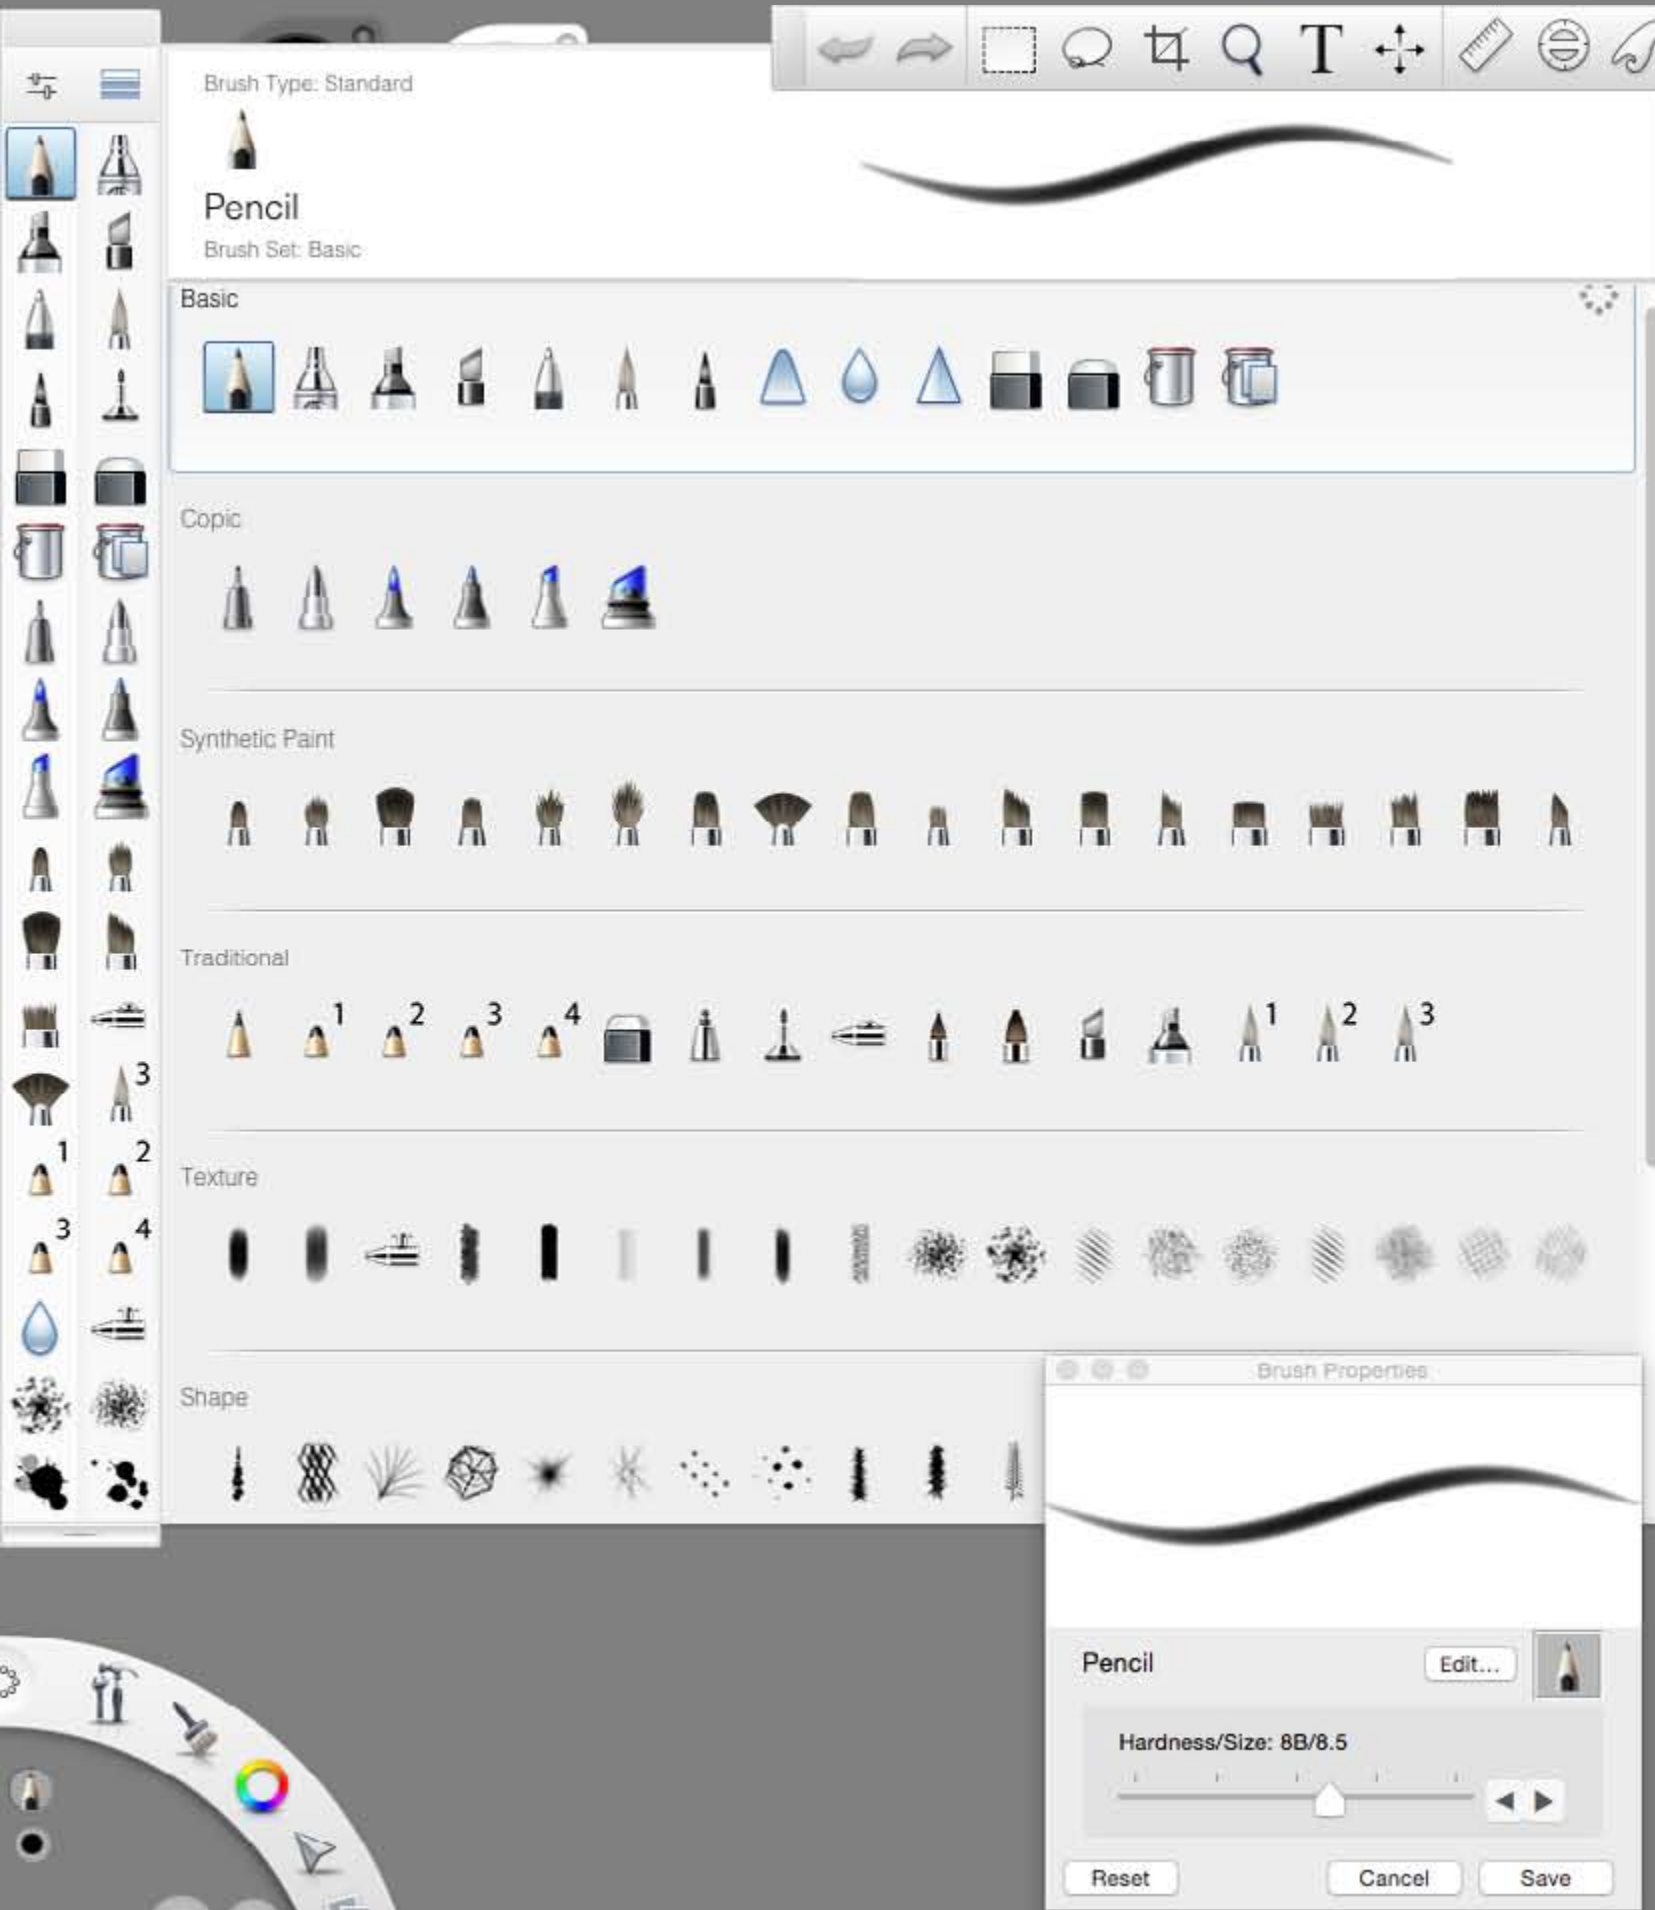 T
Brush Type: Standard
Pencil
Brush Set: Basic
Basic
Copic
Synthetic Paint
3
Traditional
1 2 3 4 1 2 3
1 2
Texture
3 4
Shape
Brush Properties
Pencil
Edit...
Hardness/Size: 8B/8.5
Reset Cancel Save